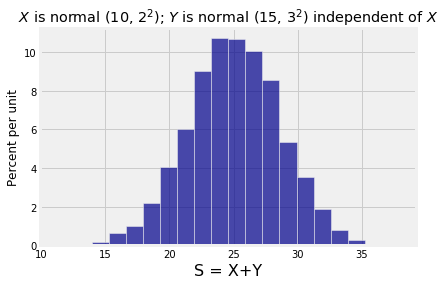 X is normal (10, 2²); Y is normal (15, 3²) independent of X
Percent per unit
10
8
6
4
2
0
10 15 20 25 30 35
S = X+Y